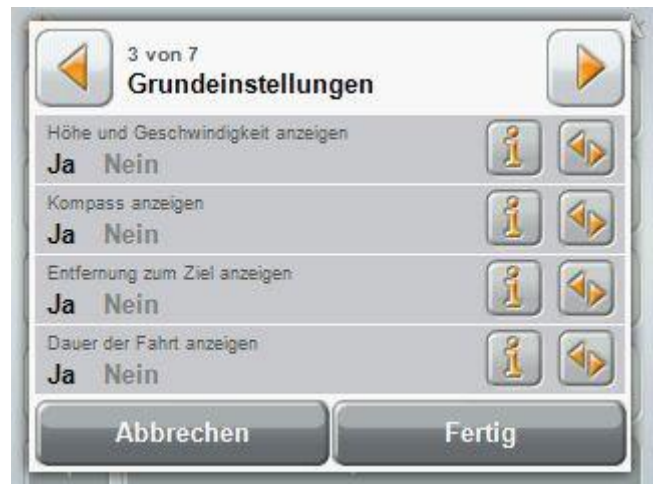 3 von 7
Grundeinstellungen
Höhe und Geschwindigkeit anzeigen
Ja Nein
Kompass anzeigen
Ja Nein
Entfernung zum Ziel anzeigen
Ja Nein
Dauer der Fahrt anzeigen
Ja Nein
Abbrechen Fertig